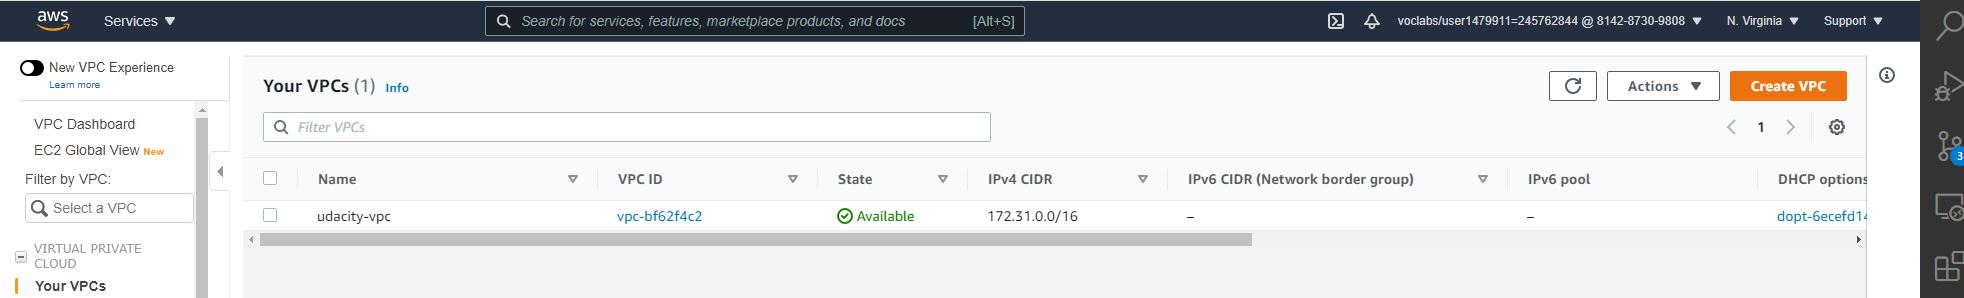 aws Services Search for services, features, marketplace products, and docs [Alt+S] voclabs/user1479911=245762844 @ 8142-8730-9808 N. Virginia Support
New VPC Experience
Learn more
VPC Dashboard
EC2 Global View New
Filter by VPC:
Select a VPC
VIRTUAL PRIVATE
CLOUD
Your VPCs
Your VPCs (1) Info
Actions Create VPC
Filter VPCs
1
Name VPC ID State IPv4 CIDR IPv6 CIDR (Network border group) IPv6 pool DHCP options
udacity-vpc vpc-bf62f4c2 Available 172.31.0.0/16 – – dopt-6ecefd14
3